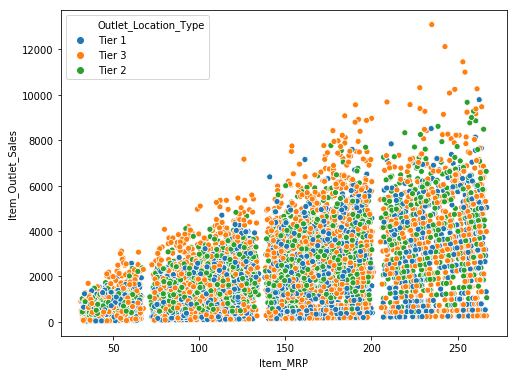 Outlet_Location_Type
Tier 1
Tier 3
Tier 2
12000
10000
8000
6000
4000
2000
0
Item_Outlet_Sales
50
100
150
200
250
Item_MRP